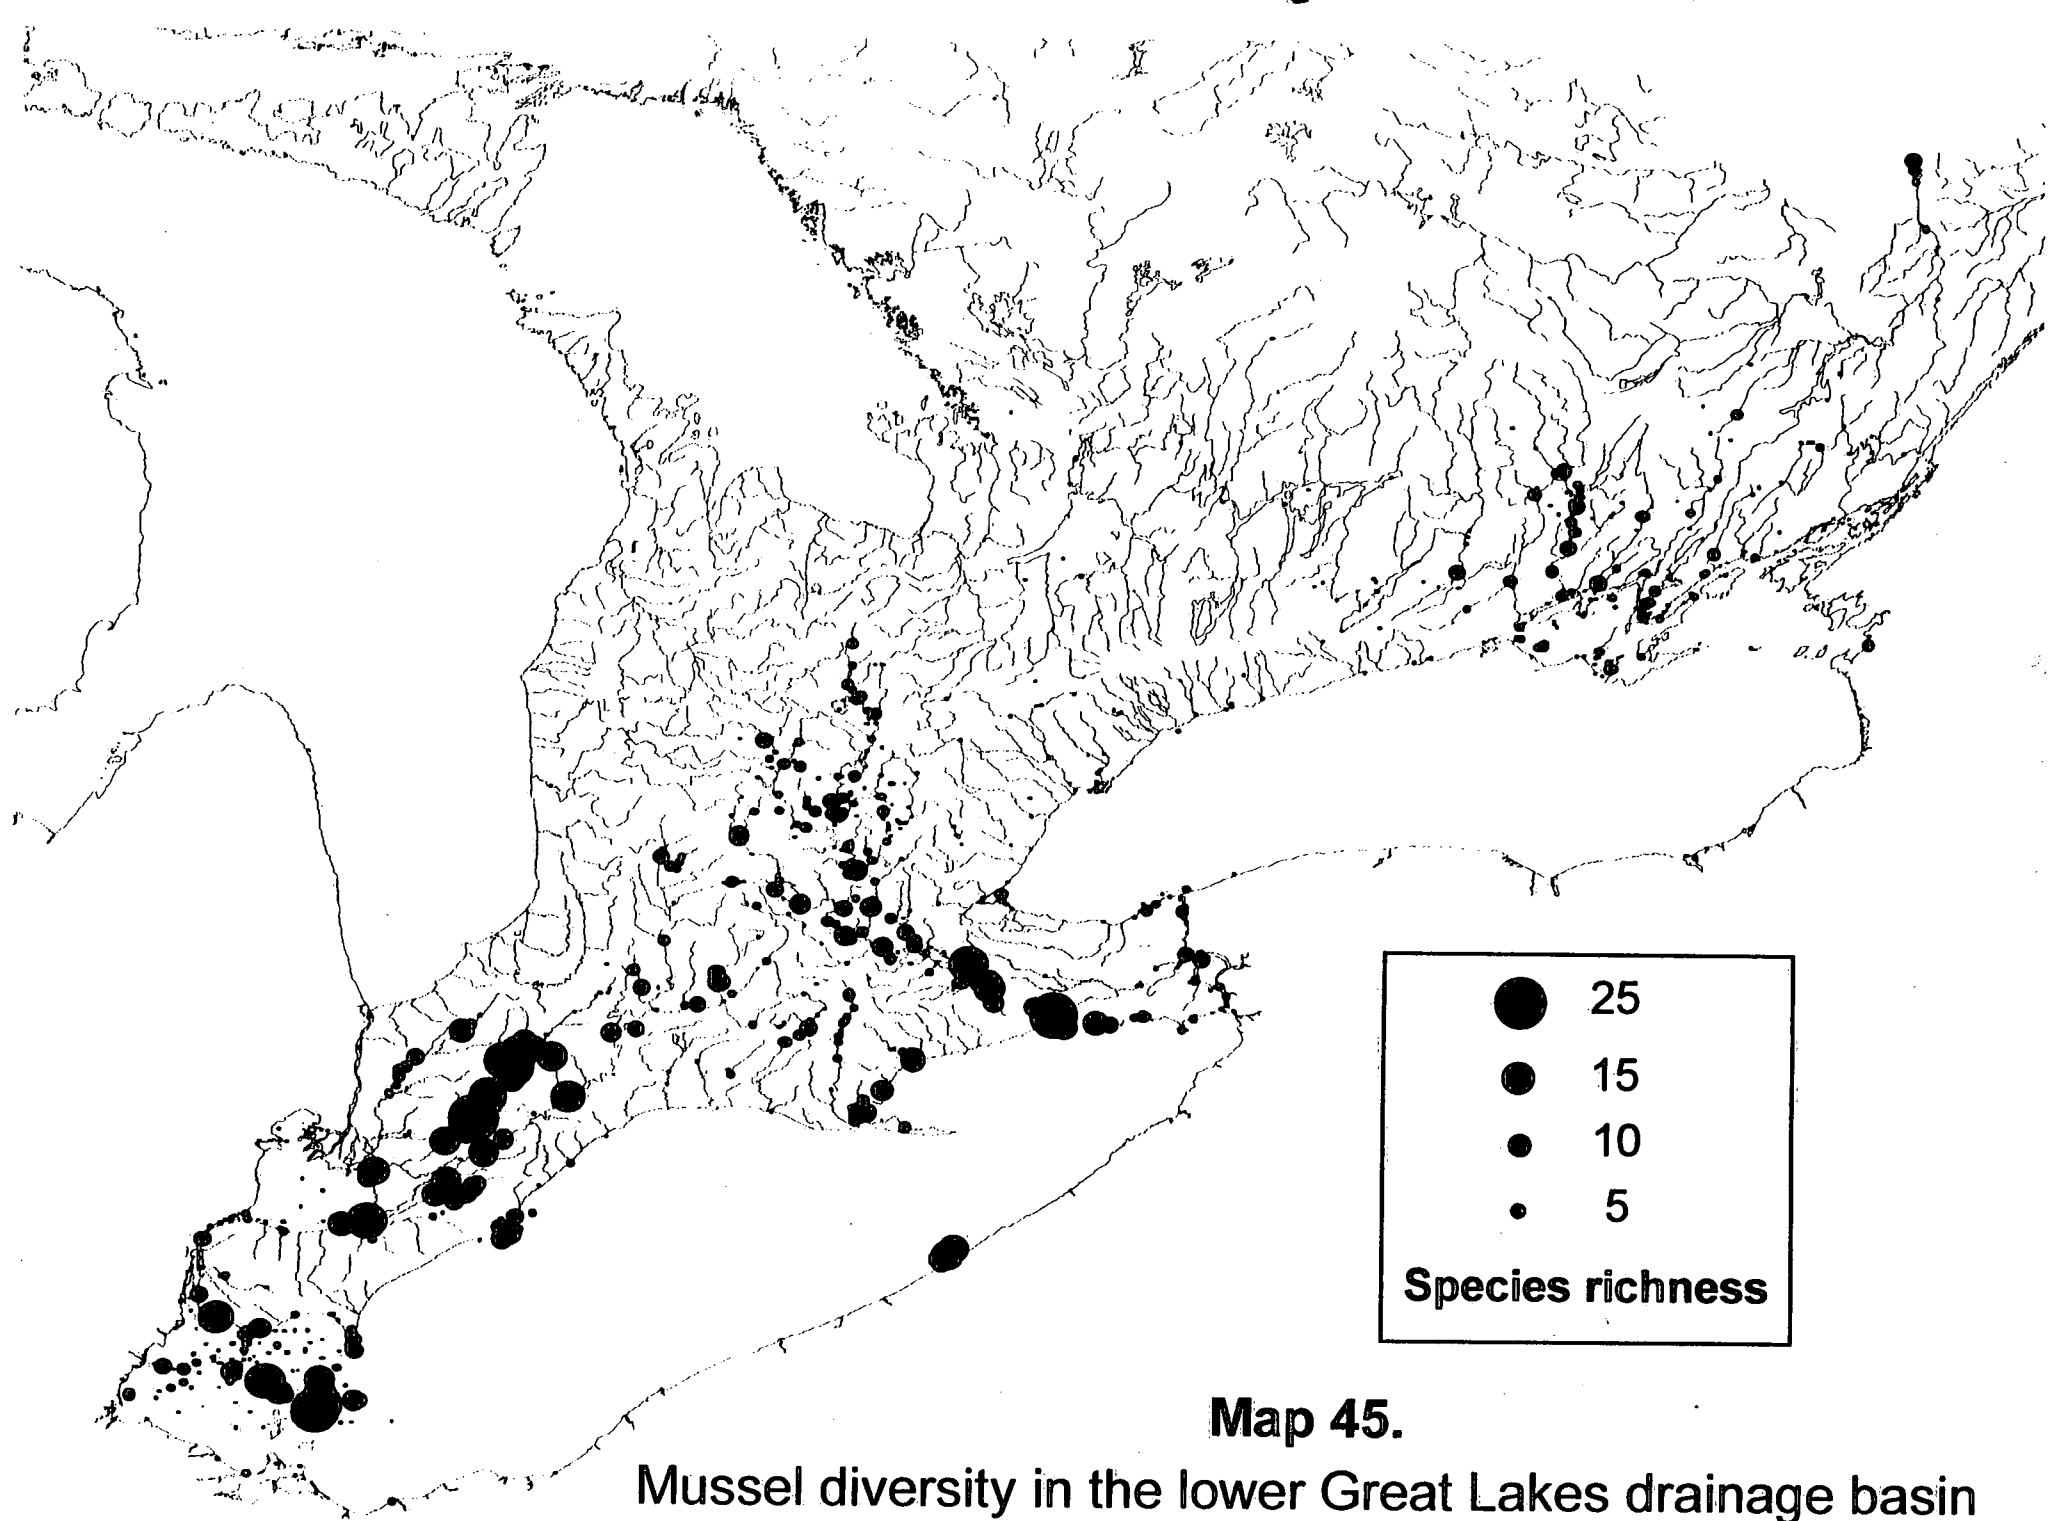 25
15
10
5
Species richness
Map 45.
Mussel diversity in the lower Great Lakes drainage basin